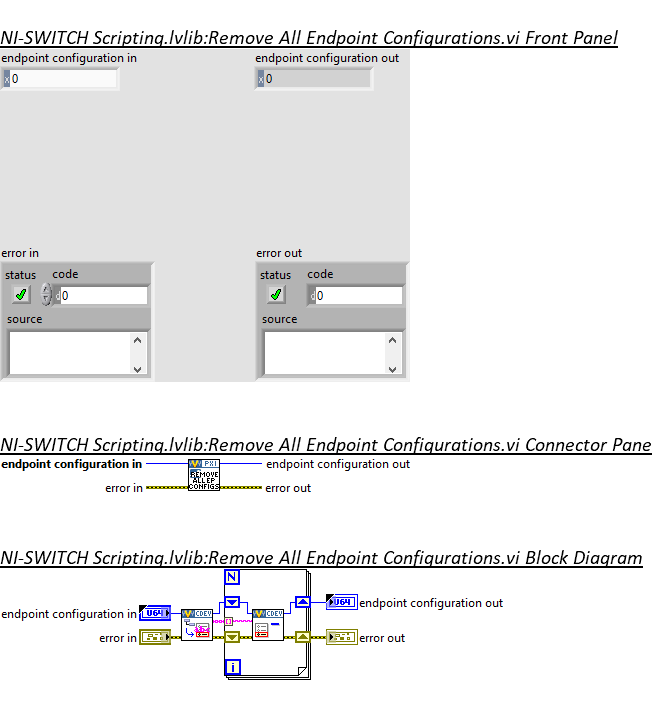 NI-SWITCH Scripting.lvlib:Remove All Endpoint Configurations.vi Front Panel
endpoint configuration in
endpoint configuration out
x 0
x 0
error in
error out
status code
status code
d 0
d 0
source
source
NI-SWITCH Scripting.lvlib:Remove All Endpoint Configurations.vi Connector Pane
endpoint configuration in
PXI
REMOVE
ALL EP
CONFIGS
endpoint configuration out
error in
error out
NI-SWITCH Scripting.lvlib:Remove All Endpoint Configurations.vi Block Diagram
N
endpoint configuration in
U64
CDEV
CDEV
U64
endpoint configuration out
error in
error out
i